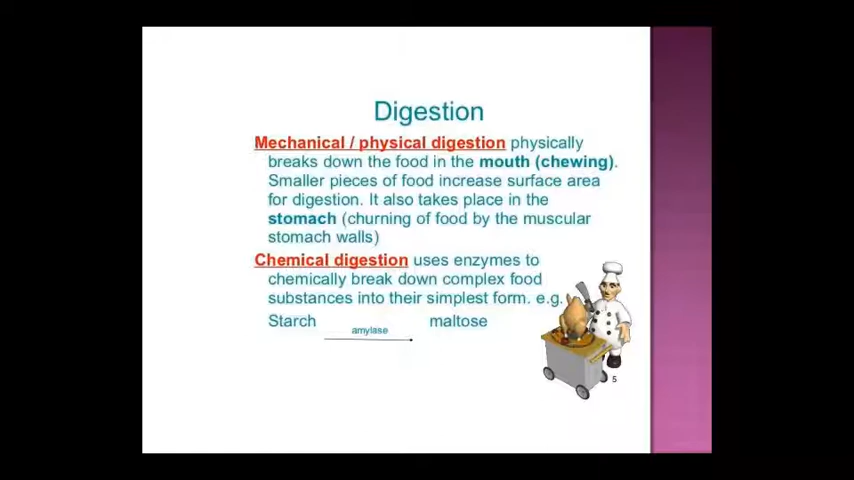 Digestion
Mechanical / physical digestion physically
breaks down the food in the mouth (chewing).
Smaller pieces of food increase surface area
for digestion. It also takes place in the
stomach (churning of food by the muscular
stomach walls)
Chemical digestion uses enzymes to
chemically break down complex food
substances into their simplest form. e.g.
Starch amylase maltose
5